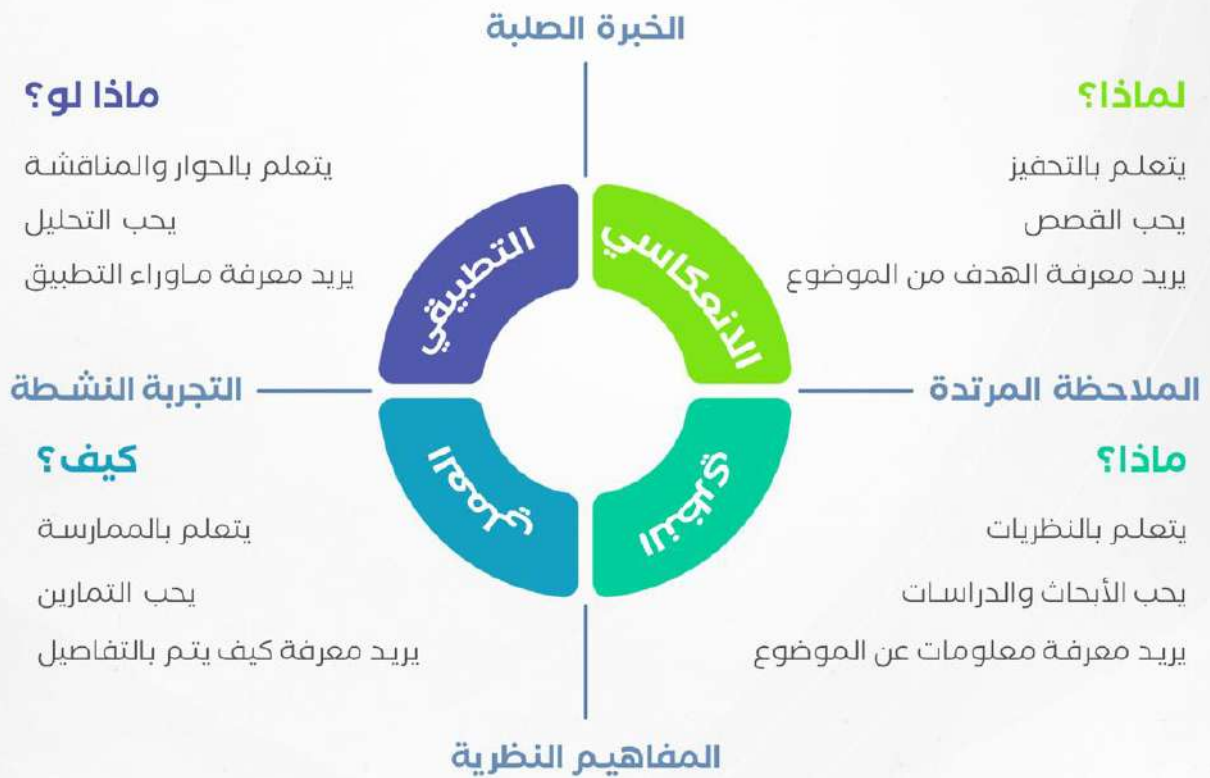 الخبرة الصلبة
لماذا؟
يتعلم بالتحفيز
يحب القصص
يريد معرفة الهدف من الموضوع
ماذا لو؟
يتعلم بالحوار والمناقشة
يحب التحليل
يريد معرفة ماوراء التطبيق
الانعكاسي
التطبيقي
الملاحظة المرتدة
التجربة النشطة
النظري
العملي
ماذا؟
يتعلم بالنظريات
يحب الأبحاث والدراسات
يريد معرفة معلومات عن الموضوع
كيف؟
يتعلم بالممارسة
يحب التمارين
يريد معرفة كيف يتم بالتفاصيل
المفاهيم النظرية